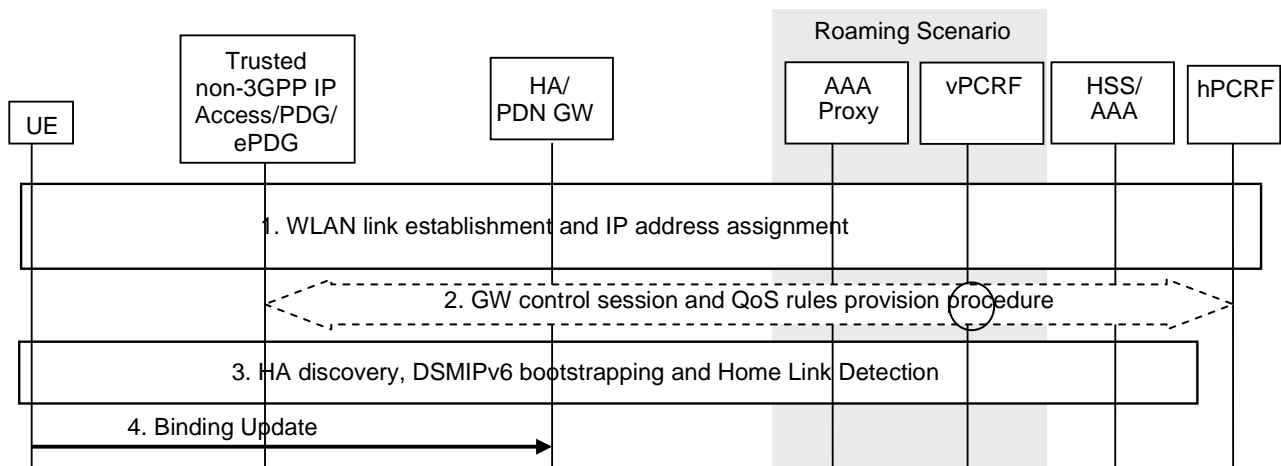 Roaming Scenario
UE
Trusted
non-3GPP IP
Access/PDG/
ePDG
HA/
PDN GW
AAA
Proxy
vPCRF
HSS/
AAA
hPCRF
1. WLAN link establishment and IP address assignment
2. GW control session and QoS rules provision procedure
3. HA discovery, DSMIPv6 bootstrapping and Home Link Detection
4. Binding Update